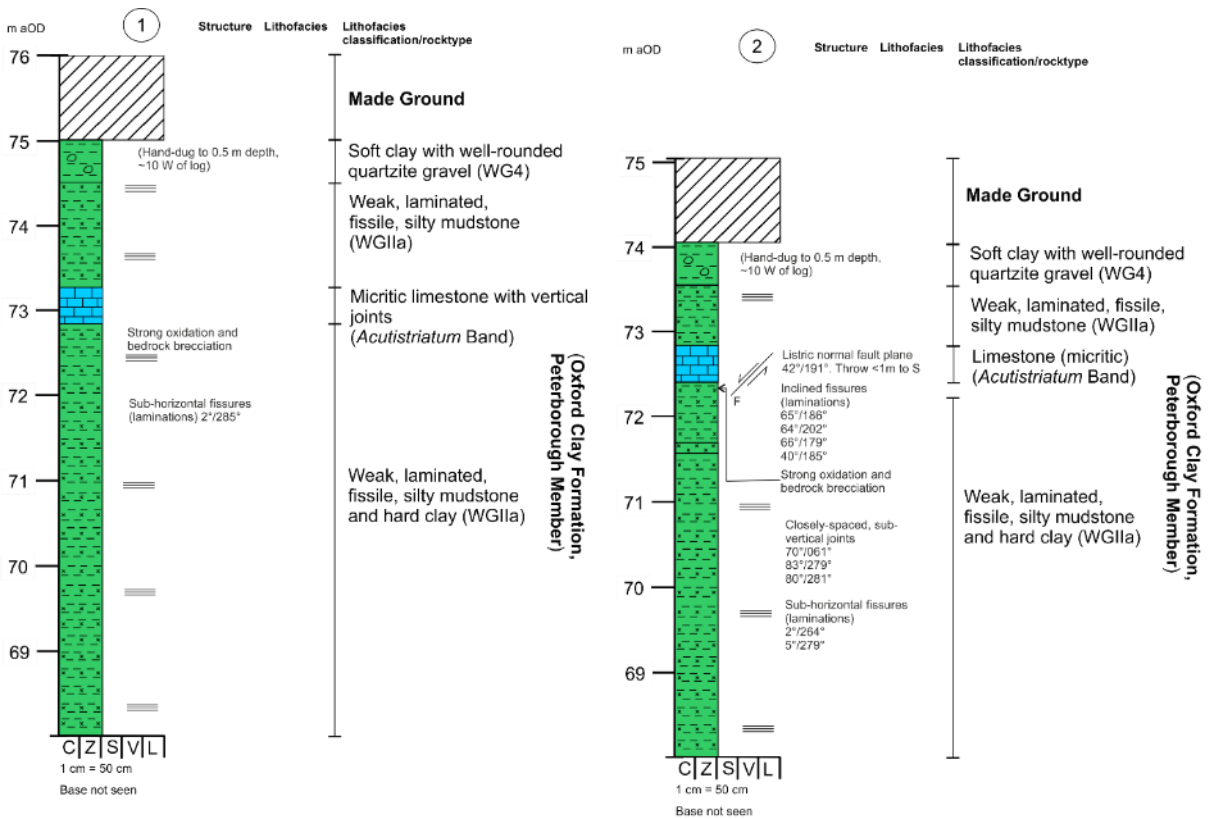 m aOD
1
Structure Lithofacies Lithofacies
classification/rocktype
76
75
74
73
72
71
70
69
Made Ground
(Hand-dug to 0.5 m depth,
~10 W of log)
Soft clay with well-rounded
quartzite gravel (WG4)
Weak, laminated,
fissile, silty mudstone
(WGIIa)
Micritic limestone with vertical
joints
(Acutistriatum Band)
Strong oxidation and
bedrock brecciation
Sub-horizontal fissures
(laminations) 2°/285°
Weak, laminated,
fissile, silty mudstone
and hard clay (WGIIa)
(Oxford Clay Formation,
Peterborough Member)
C Z S V L
1 cm = 50 cm
Base not seen
m aOD
2
Structure Lithofacies Lithofacies
classification/rocktype
75
74
73
72
71
70
69
Made Ground
(Hand-dug to 0.5 m depth,
~10 W of log)
Soft clay with well-rounded
quartzite gravel (WG4)
Weak, laminated, fissile,
silty mudstone (WGIIa)
Limestone (micritic)
(Acutistriatum Band)
Listric normal fault plane
42°/191°. Throw <1m to S
F
Inclined fissures
(laminations)
65°/186°
64°/202°
66°/179°
40°/185°
Strong oxidation and
bedrock brecciation
Closely-spaced, sub-
vertical joints
70°/061°
83°/279°
80°/281°
Sub-horizontal fissures
(laminations)
2°/264°
5°/279°
Weak, laminated,
fissile, silty mudstone
and hard clay (WGIIa)
(Oxford Clay Formation,
Peterborough Member)
C Z S V L
1 cm = 50 cm
Base not seen